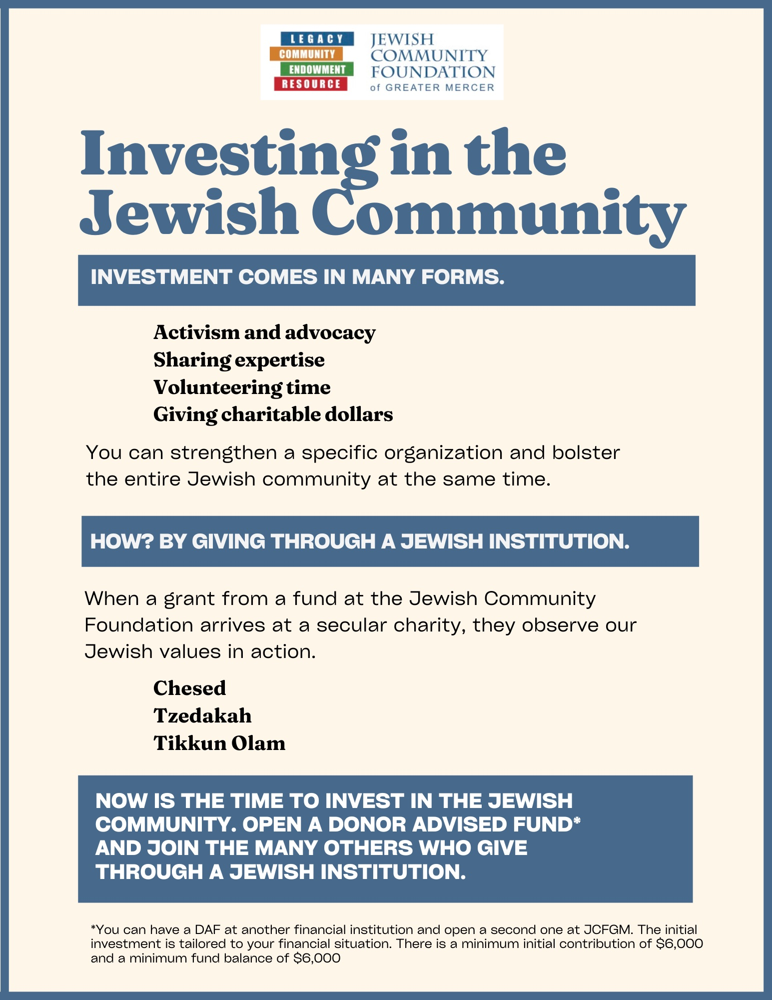 LEGACY
COMMUNITY
ENDOWMENT
RESOURCE
JEWISH
COMMUNITY
FOUNDATION
of GREATER MERCER
Investing in the
Jewish Community
INVESTMENT COMES IN MANY FORMS.
Activism and advocacy
Sharing expertise
Volunteering time
Giving charitable dollars
You can strengthen a specific organization and bolster
the entire Jewish community at the same time.
HOW? BY GIVING THROUGH A JEWISH INSTITUTION.
When a grant from a fund at the Jewish Community
Foundation arrives at a secular charity, they observe our
Jewish values in action.
Chesed
Tzedakah
Tikkun Olam
NOW IS THE TIME TO INVEST IN THE JEWISH
COMMUNITY. OPEN A DONOR ADVISED FUND*
AND JOIN THE MANY OTHERS WHO GIVE
THROUGH A JEWISH INSTITUTION.
*You can have a DAF at another financial institution and open a second one at JCFGM. The initial
investment is tailored to your financial situation. There is a minimum initial contribution of $6,000
and a minimum fund balance of $6,000